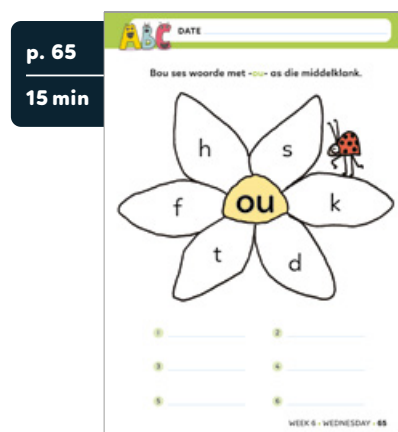 p. 65
15 min
ABC DATE
Bou ses woorde met -ou- as die middelklank.
h s
f ou k
t d
1 2
3 4
5 6
WEEK 6 • WEDNESDAY • 65